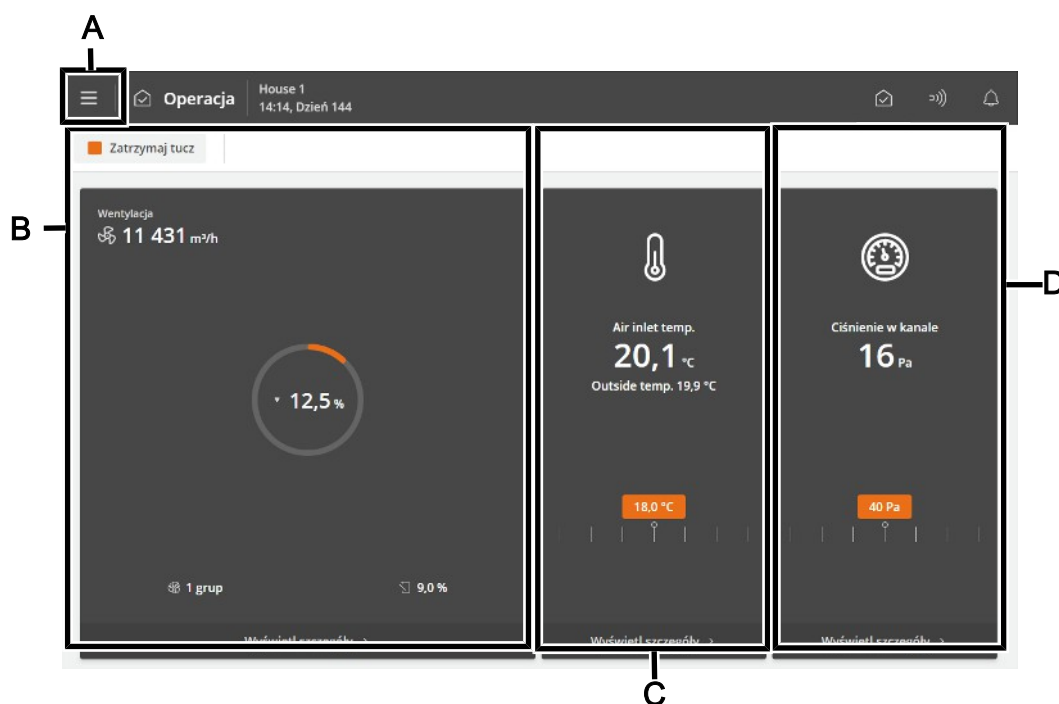 A
Operacja
House 1
14:14, Dzień 144
Zatrzymaj tucz
B
Wentylacja
11 431 m³/h
12,5 %
1 grup
9,0 %
Wyświetl szczegóły >
Air inlet temp.
20,1 °C
Outside temp. 19,9 °C
18,0 °C
Wyświetl szczegóły >
C
Ciśnienie w kanale
16 Pa
40 Pa
Wyświetl szczegóły >
D